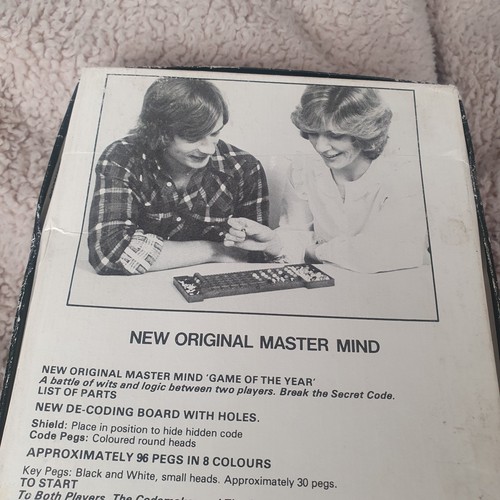 NEW ORIGINAL MASTER MIND
NEW ORIGINAL MASTER MIND 'GAME OF THE YEAR'
A battle of wits and logic between two players. Break the Secret Code.
LIST OF PARTS
NEW DE-CODING BOARD WITH HOLES.
Shield: Place in position to hide hidden code
Code Pegs: Coloured round heads
APPROXIMATELY 96 PEGS IN 8 COLOURS
Key Pegs: Black and White, small heads. Approximately 30 pegs.
TO START
To Both Players. The Codemaker and